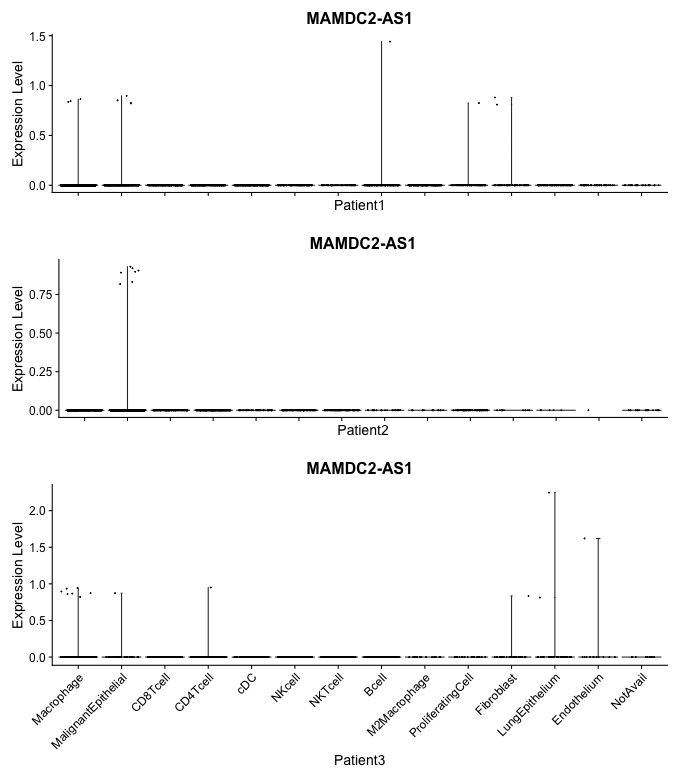 MAMDC2-AS1
Expression Level
1.5
1.0
0.5
0.0
Patient1
MAMDC2-AS1
Expression Level
0.75
0.50
0.25
0.00
Patient2
MAMDC2-AS1
Expression Level
2.0
1.5
1.0
0.5
0.0
Macrophage
MalignantEpithelial
CD8Tcell
CD4Tcell
cDC
NKcell
NKTcell
Bcell
M2Macrophage
ProliferatingCell
Fibroblast
LungEpithelium
Endothelium
NotAvail
Patient3